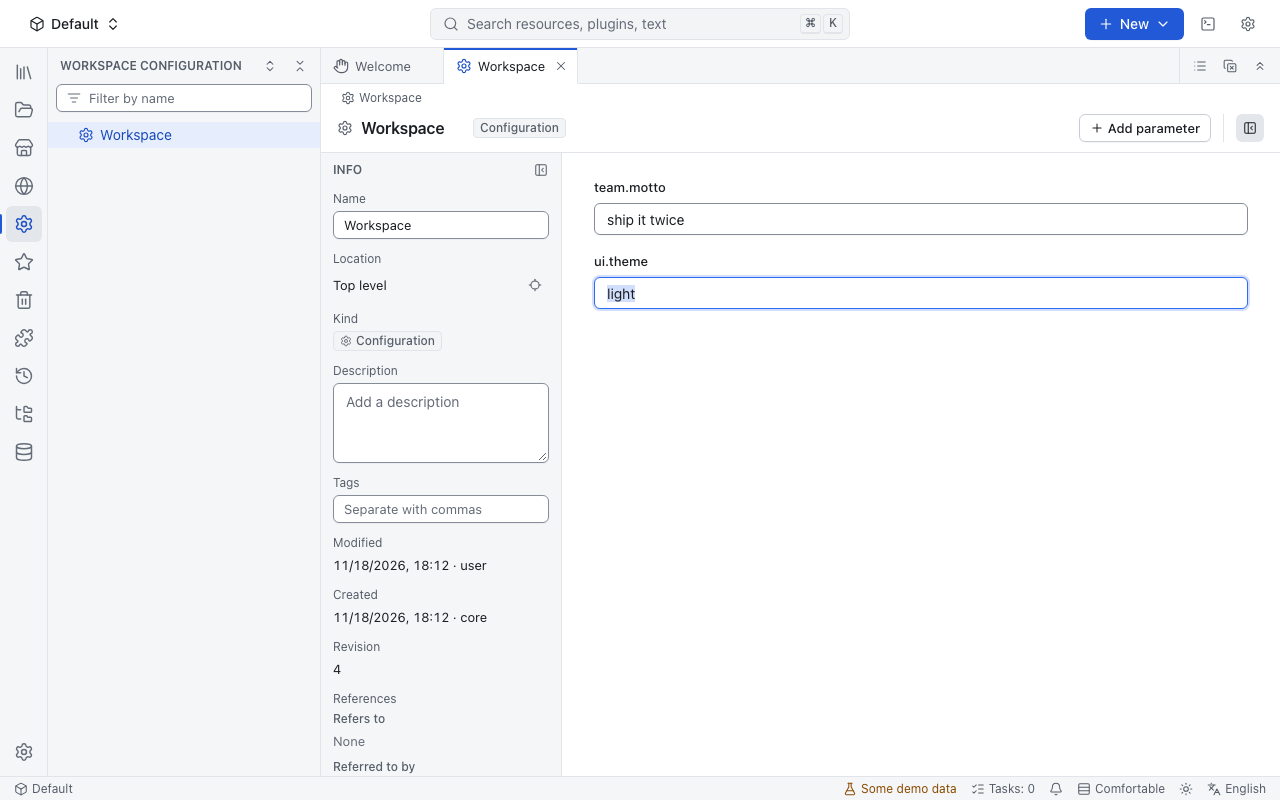 Default
Search resources, plugins, text
⌘ K
New
WORKSPACE CONFIGURATION
Filter by name
Workspace
Welcome
Workspace
Workspace
Workspace
Configuration
Add parameter
INFO
Name
Workspace
Location
Top level
Kind
Configuration
Description
Add a description
Tags
Separate with commas
Modified
11/18/2026, 18:12 · user
Created
11/18/2026, 18:12 · core
Revision
4
References
Refers to
None
Referred to by
team.motto
ship it twice
ui.theme
light
Default
Some demo data
Tasks: 0
Comfortable
English